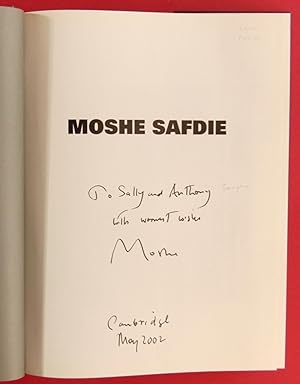 MOSHE SAFDIE
To Sally and Anthony
with warmest wishes
Moshe
Cambridge
May 2002